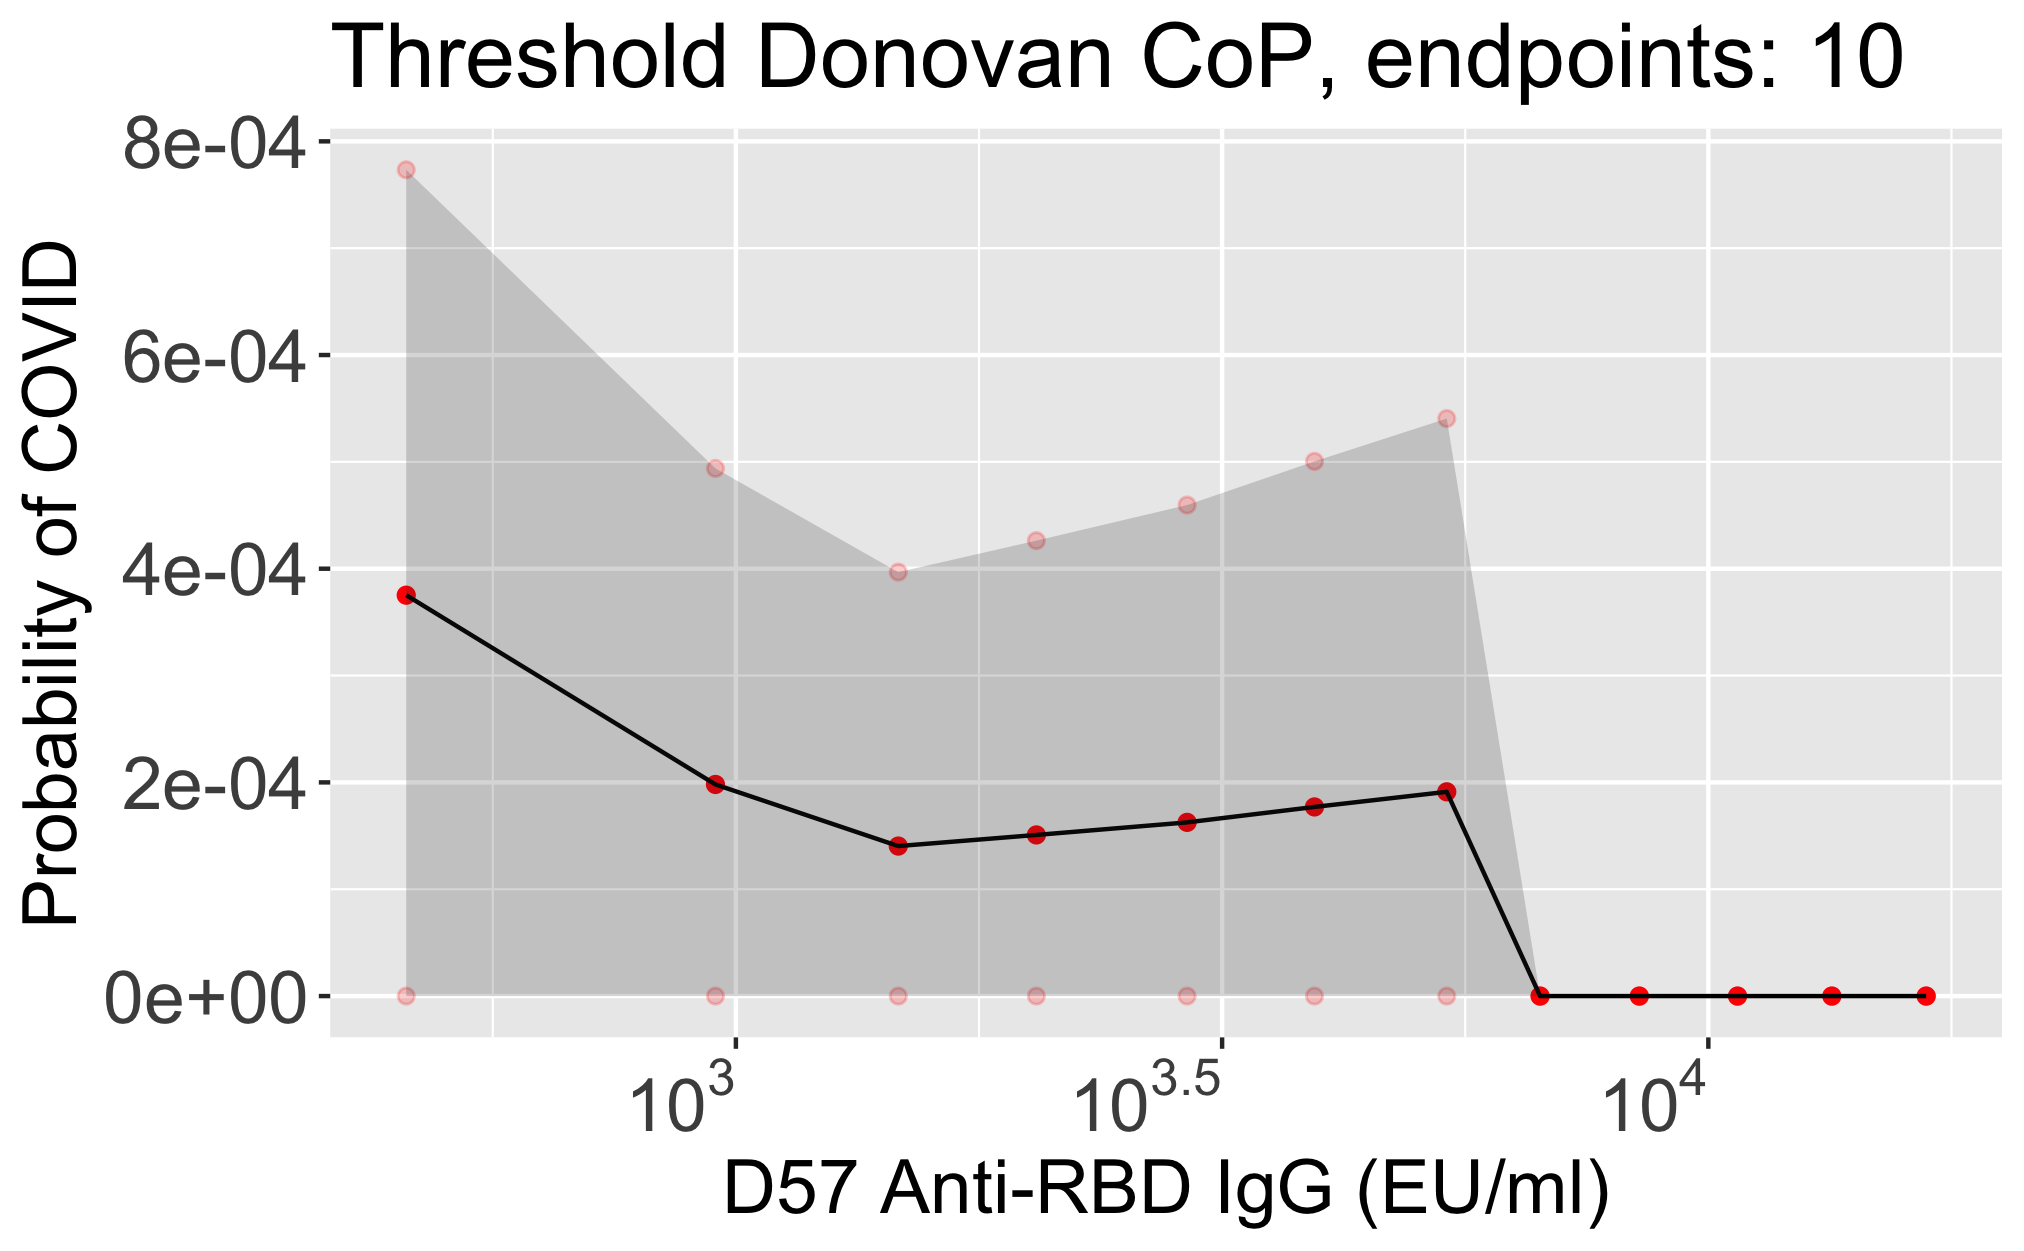 Threshold Donovan CoP, endpoints: 10
Probability of COVID
8e-04
6e-04
4e-04
2e-04
0e+00
10^3
10^3.5
10^4
D57 Anti-RBD IgG (EU/ml)